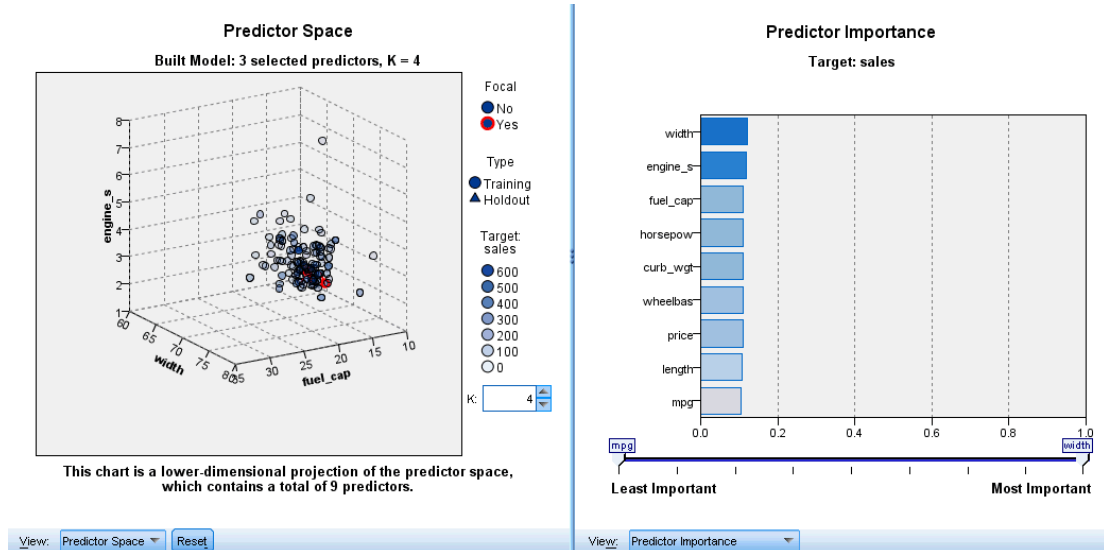 Predictor Space
Built Model: 3 selected predictors, K = 4
8
7
6
5
4
3
2
1
engine_s
60
65
70
75
80
width
35
30
25
20
15
10
fuel_cap
Focal
No
Yes
Type
Training
Holdout
Target:
sales
600
500
400
300
200
100
0
K: 4
This chart is a lower-dimensional projection of the predictor space,
which contains a total of 9 predictors.
View: Predictor Space Reset
Predictor Importance
Target: sales
width
engine_s
fuel_cap
horsepow
curb_wgt
wheelbas
price
length
mpg
0.0 0.2 0.4 0.6 0.8 1.0
mpg width
Least Important Most Important
View: Predictor Importance